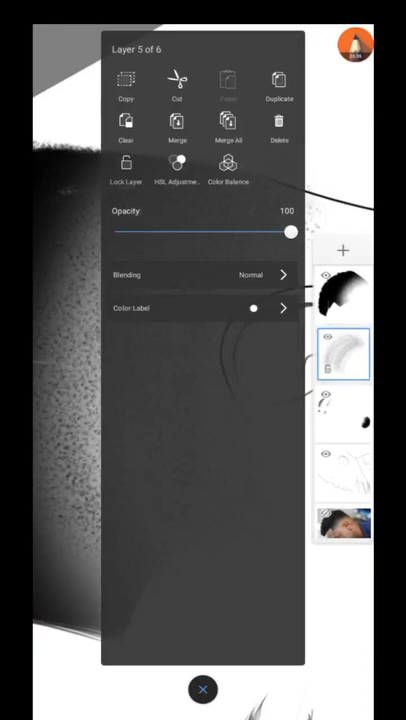 Layer 5 of 6
Copy Cut Paste Duplicate
Clear Merge Merge All Delete
Lock Layer HSL Adjustme... Color Balance
Opacity: 100
Blending Normal
Color Label